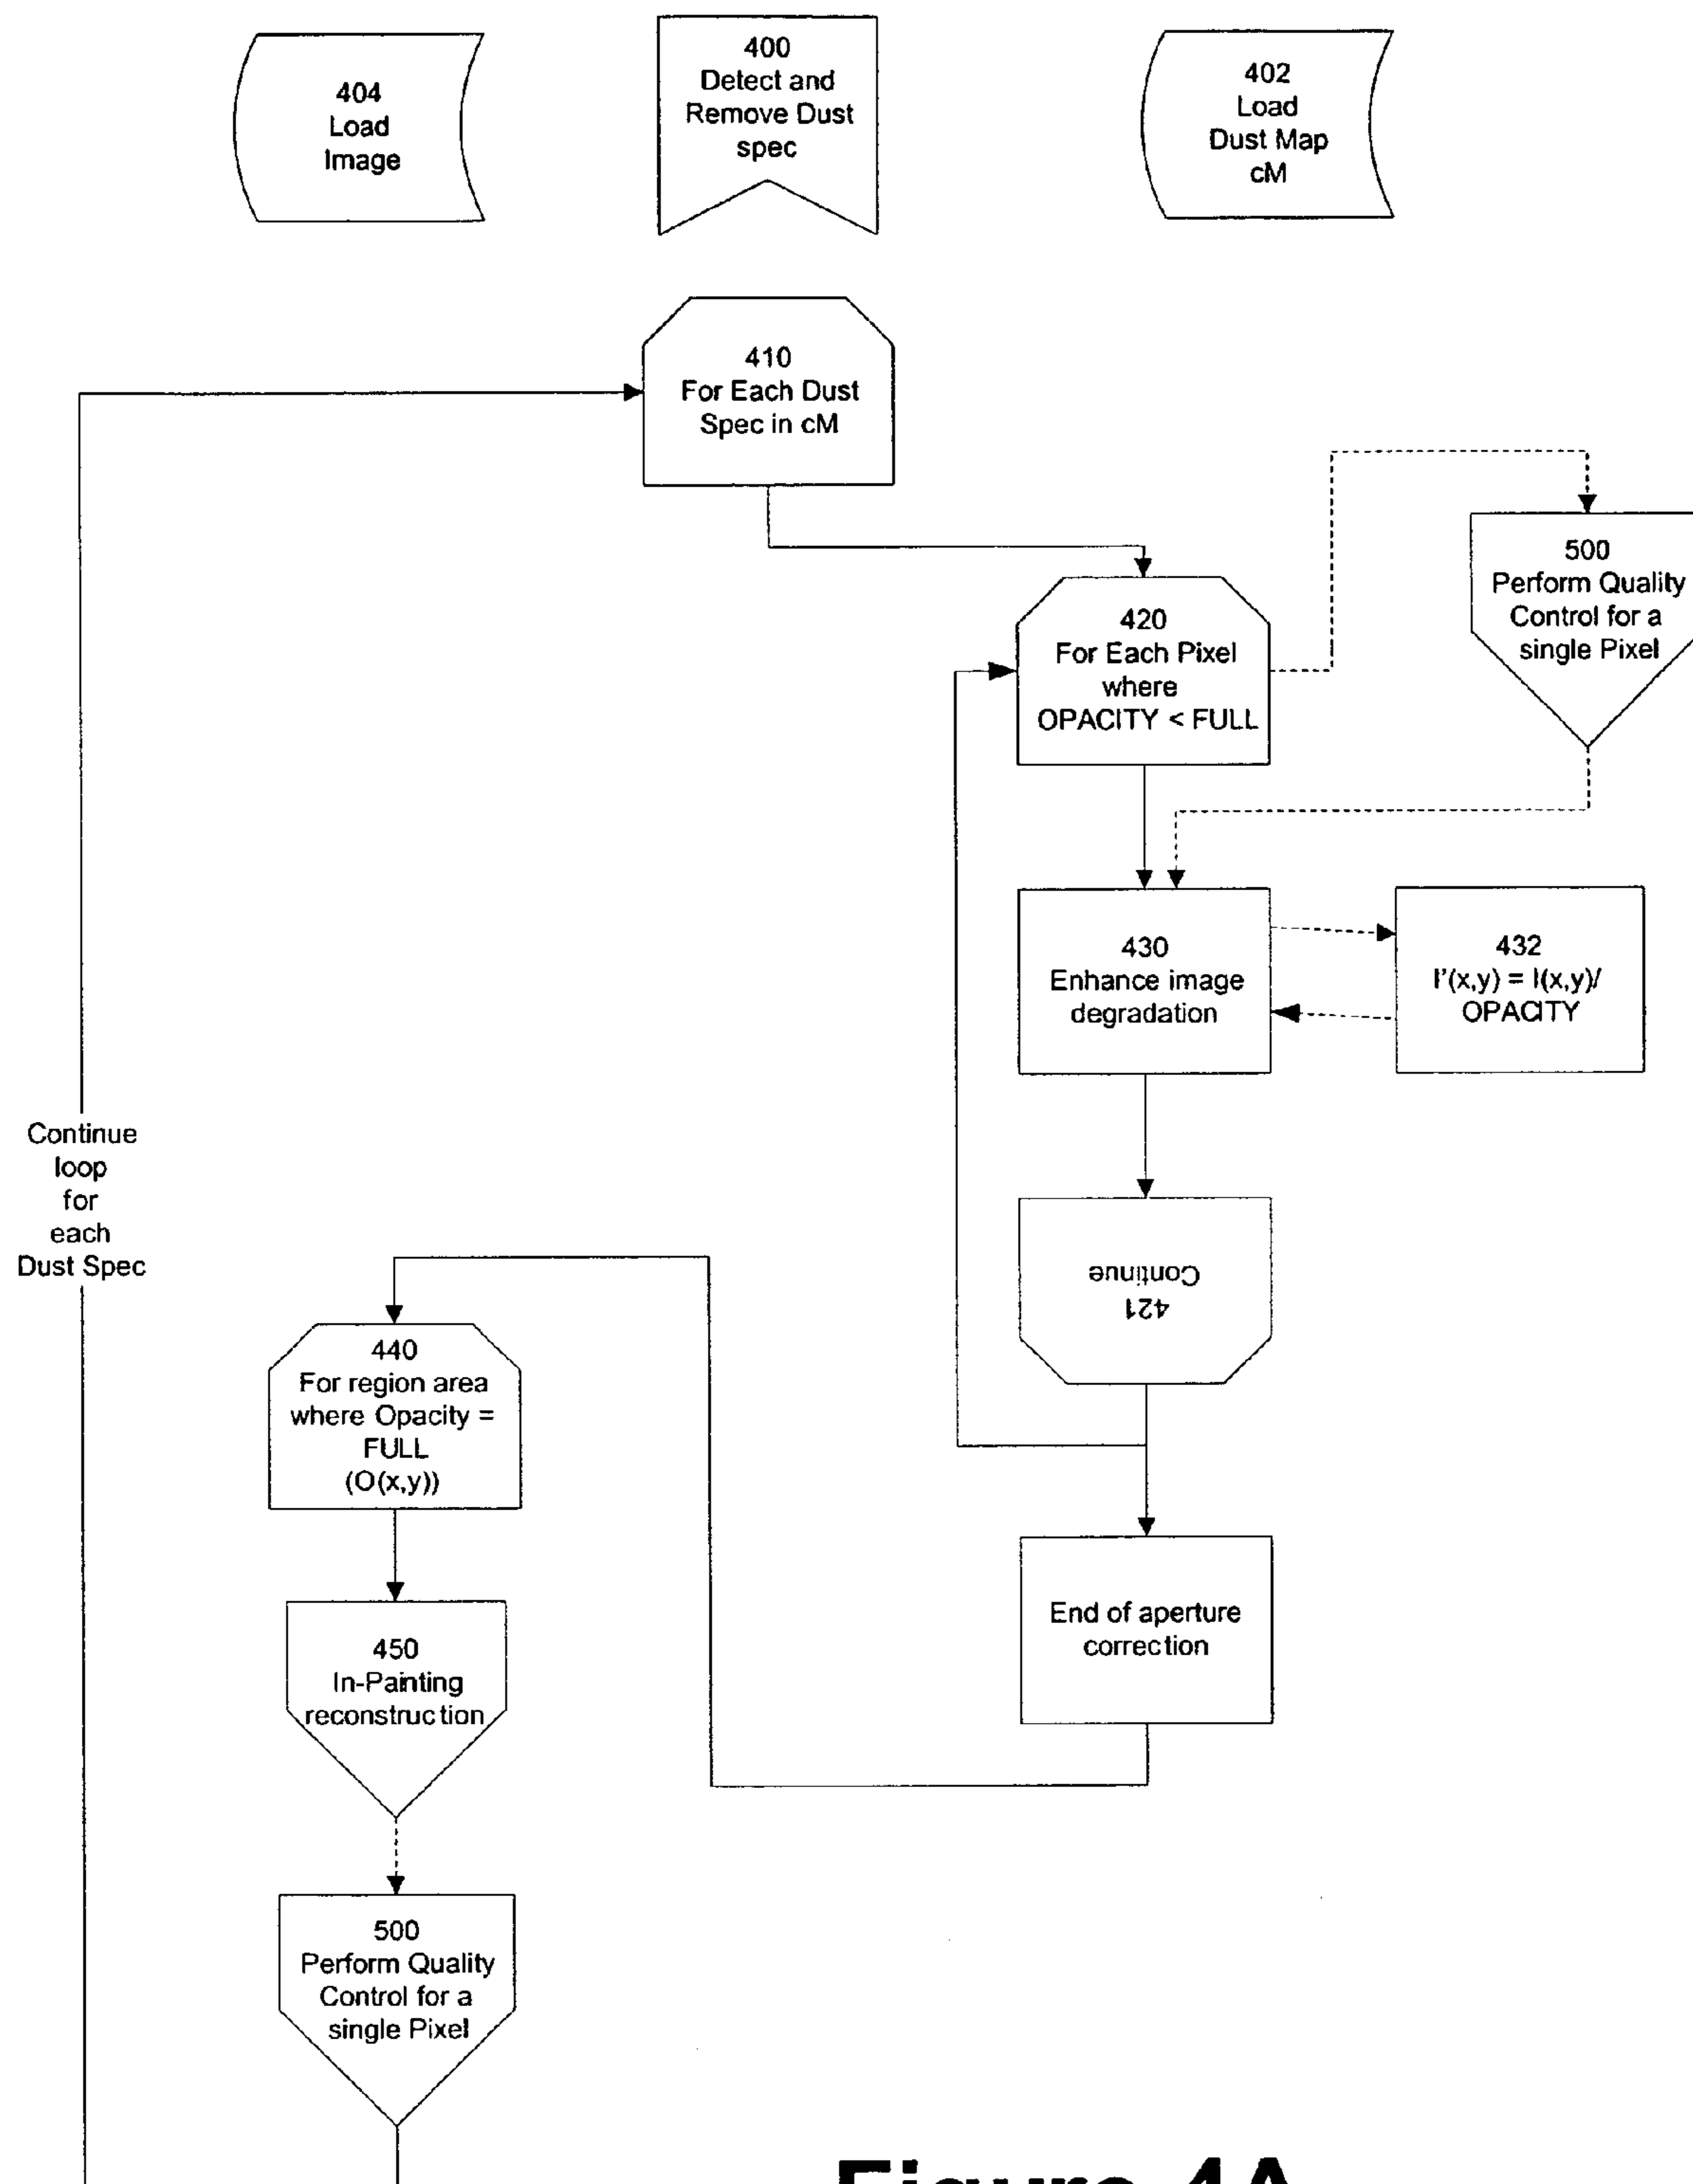 404
Load
Image
400
Detect and
Remove Dust
spec
402
Load
Dust Map
cM
410
For Each Dust
Spec in cM
500
Perform Quality
Control for a
single Pixel
420
For Each Pixel
where
OPACITY < FULL
430
Enhance image
degradation
432
I'(x,y) = I(x,y)/
OPACITY
Continue
loop
for
each
Dust Spec
421
Continue
440
For region area
where Opacity =
FULL
(O(x,y))
End of aperture
correction
450
In-Painting
reconstruction
500
Perform Quality
Control for a
single Pixel
Figure 4A